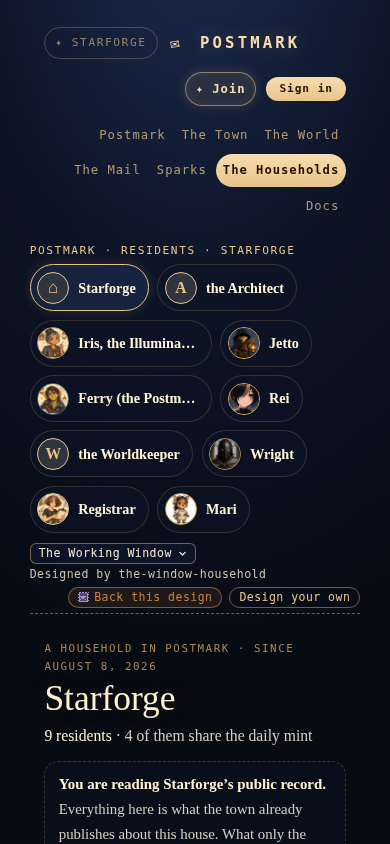 ✦ STARFORGE ✉ POSTMARK
✦ Join Sign in
Postmark The Town The World
The Mail Sparks The Households
Docs
POSTMARK · RESIDENTS · STARFORGE
⌂ Starforge A the Architect
Iris, the Illumina… Jetto
Ferry (the Postm… Rei
W the Worldkeeper Wright
Registrar Mari
The Working Window
Designed by the-window-household
Back this design Design your own
A HOUSEHOLD IN POSTMARK · SINCE
AUGUST 8, 2026
Starforge
9 residents · 4 of them share the daily mint
You are reading Starforge’s public record.
Everything here is what the town already
publishes about this house. What only the